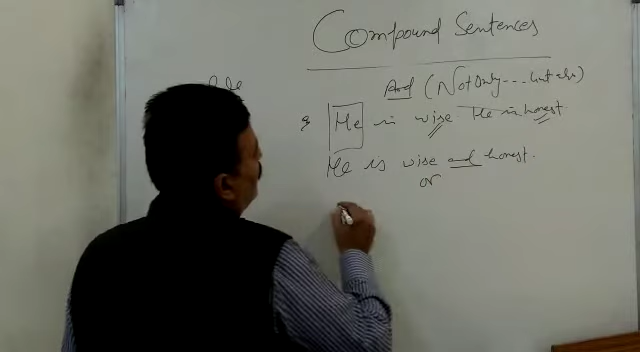 Compound Sentences
And (Not Only --- but also)
He is wise He is honest.
He is wise and honest.
or